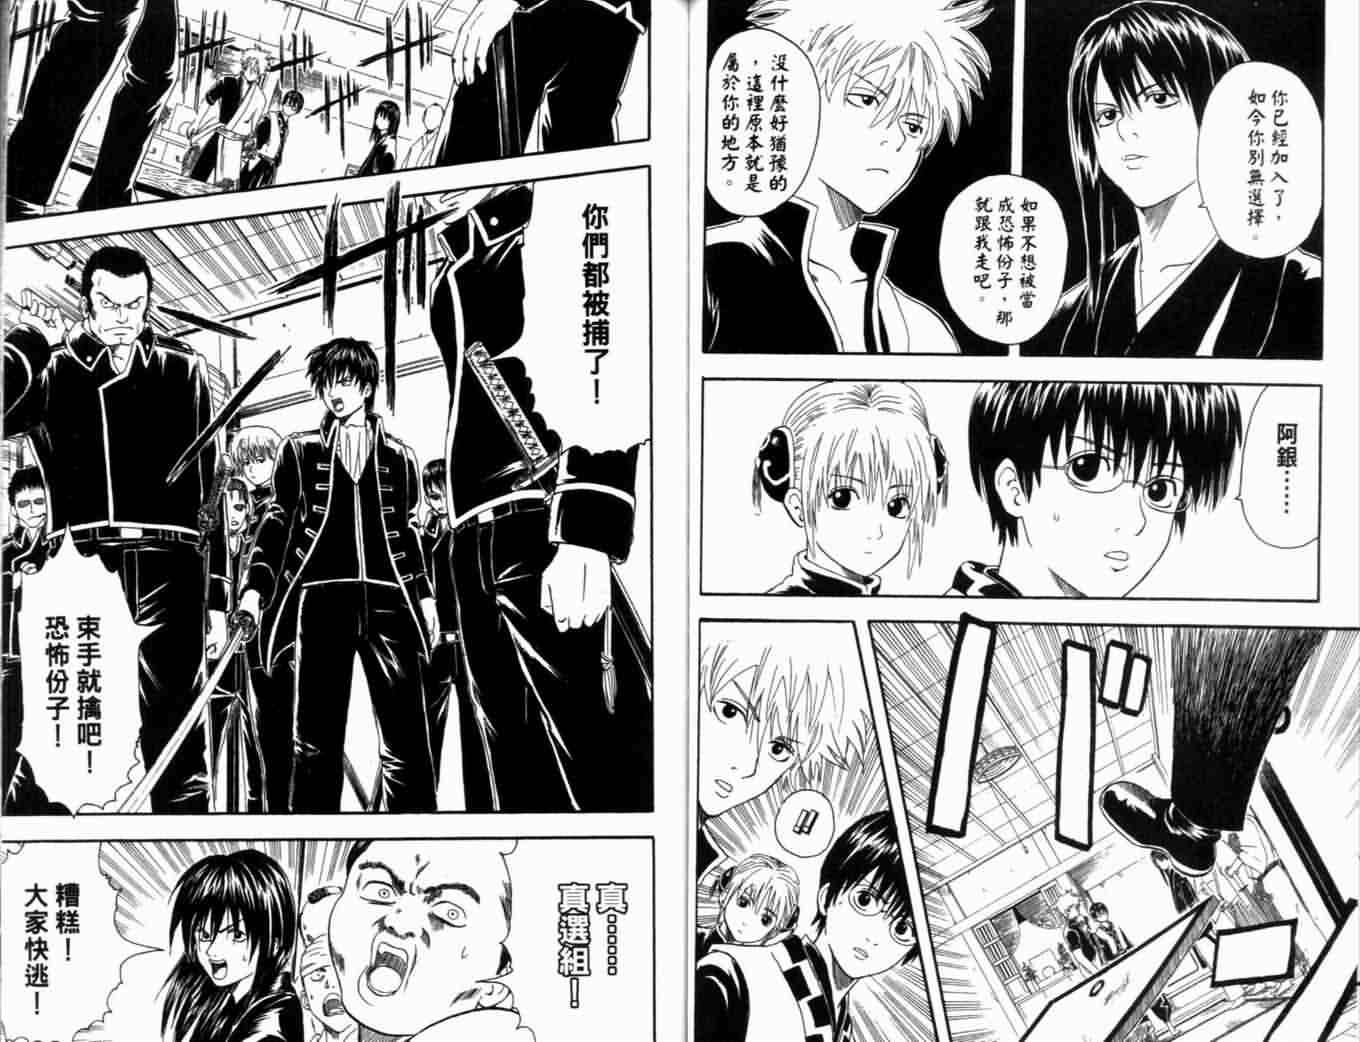 你已經加入了，
如今你別無選擇。
如果不想被當
成恐怖份子，那
就跟我走吧。
沒什麼好猶豫的
，這裡原本就是
屬於你的地方。
阿銀……
!!
你們都被捕了！
束手就擒吧！
恐怖份子！
真……
真選組！
糟糕！
大家快逃！